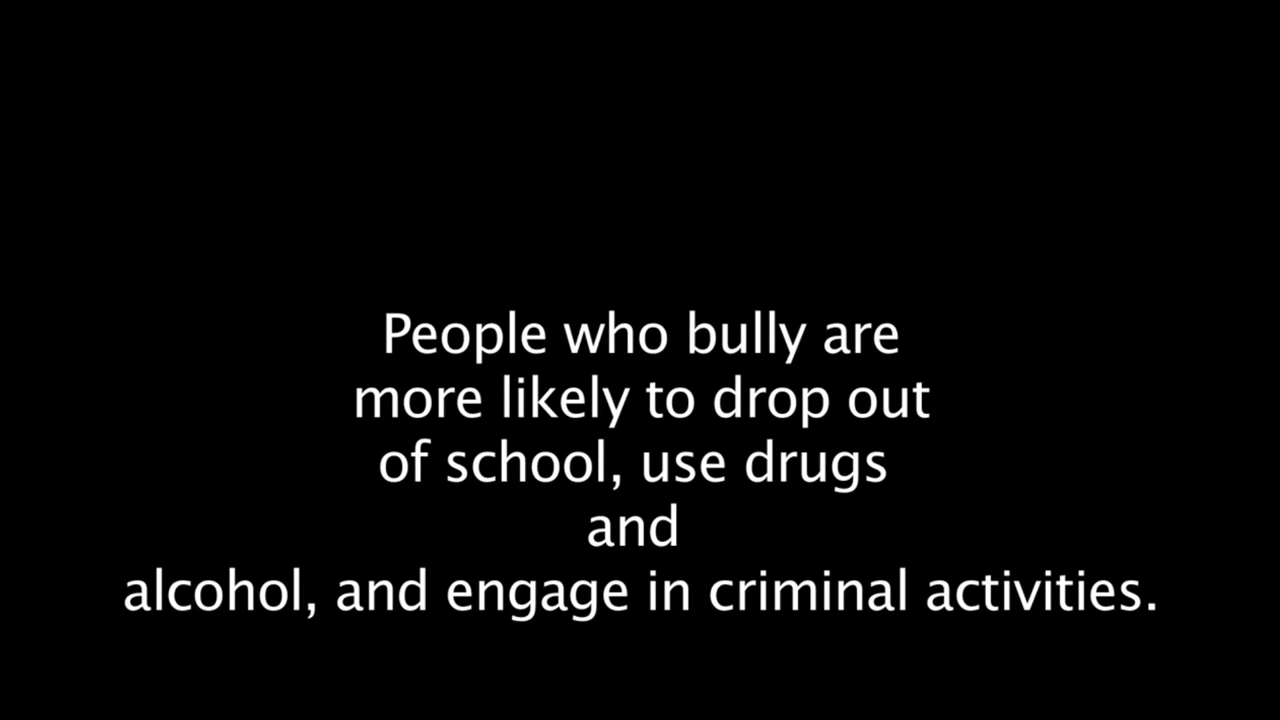 People who bully are
more likely to drop out
of school, use drugs
and
alcohol, and engage in criminal activities.